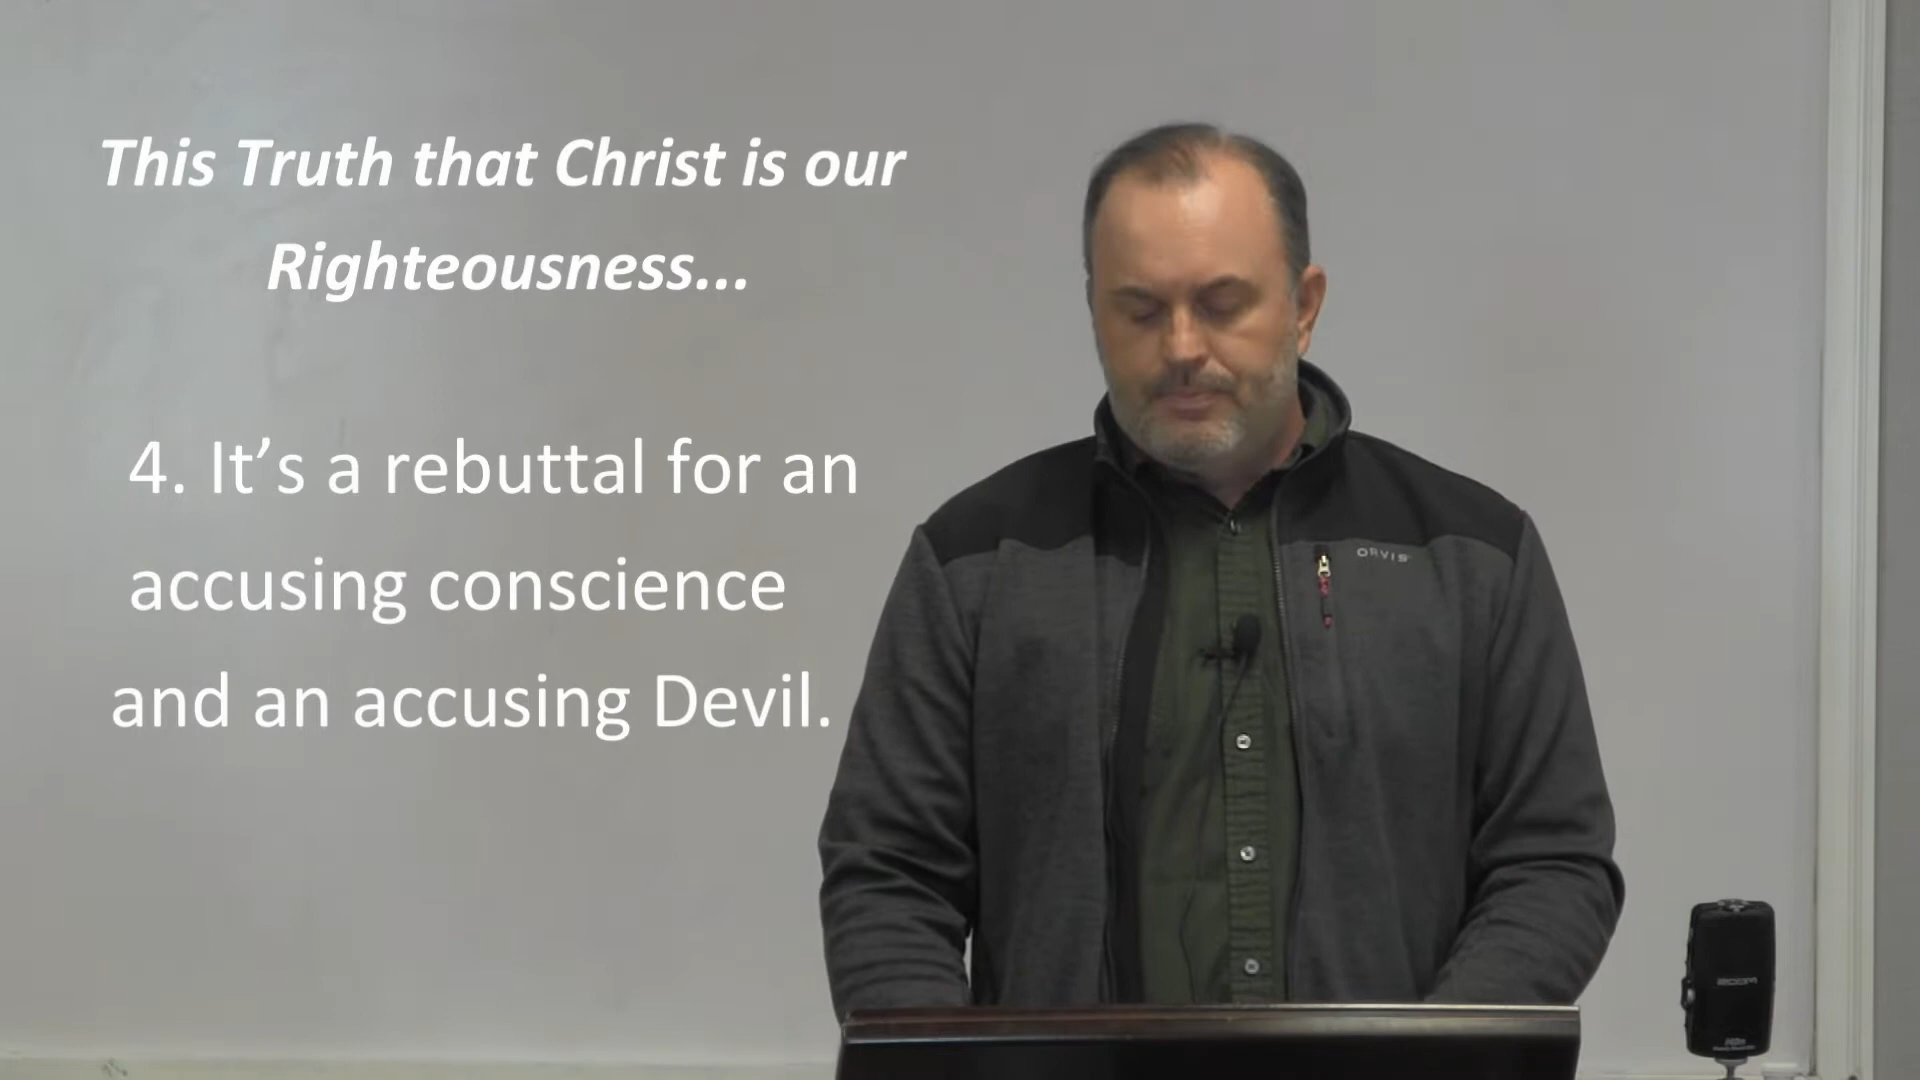 This Truth that Christ is our
Righteousness...
4. It’s a rebuttal for an
accusing conscience
and an accusing Devil.
ORVIS
zoom